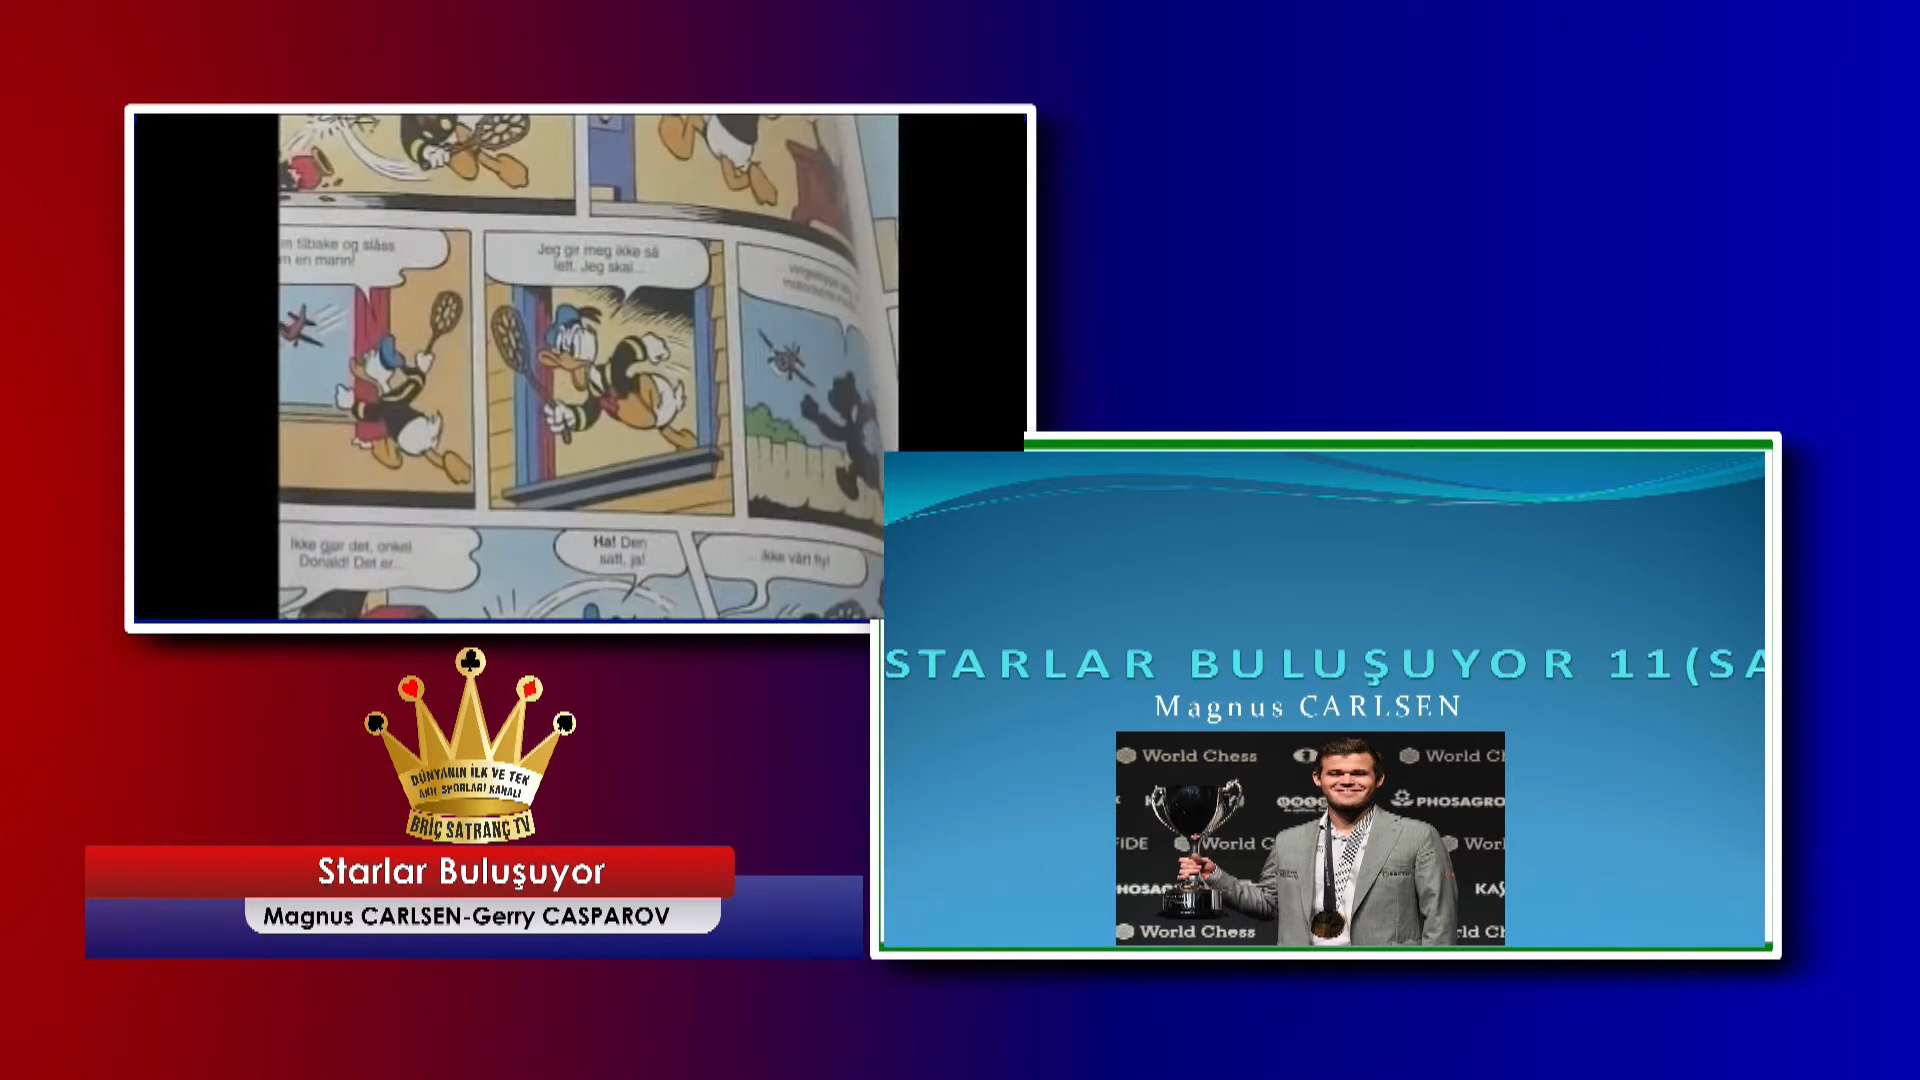 n tilbake og slåss
m en mann!
Jeg gir meg ikke så
lett. Jeg skal...
Ikke gjør det, onkel
Donald! Det er...
Ha! Den
satt, ja!
... ikke vårt fly!
STARLAR BULUŞUYOR 11(SA
Magnus CARLSEN
World Chess
World C
PHOSAGRO
FIDE
World C
Worl
PHOSAG
KAS
World Chess
rld Ch
DÜNYANIN İLK VE TEK
AKIL SPORLARI KANALI
BRİÇ SATRANÇ TV
Starlar Buluşuyor
Magnus CARLSEN-Gerry CASPAROV